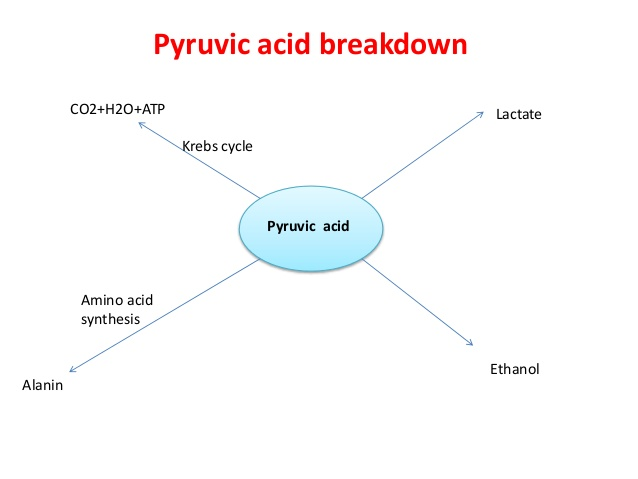 Pyruvic acid breakdown
CO2+H2O+ATP
Lactate
Krebs cycle
Pyruvic acid
Amino acid
synthesis
Ethanol
Alanin